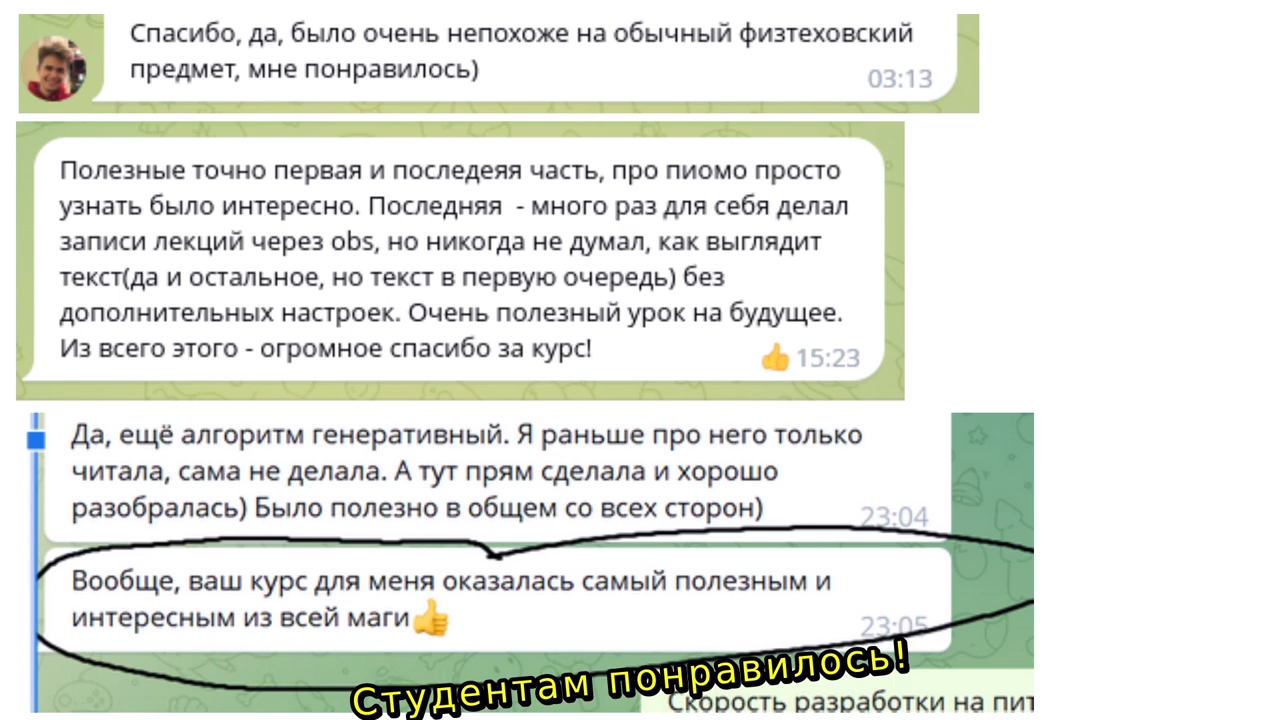 Спасибо, да, было очень непохоже на обычный физтеховский
предмет, мне понравилось)
03:13
Полезные точно первая и последеяя часть, про пиомо просто
узнать было интересно. Последняя - много раз для себя делал
записи лекций через obs, но никогда не думал, как выглядит
текст(да и остальное, но текст в первую очередь) без
дополнительных настроек. Очень полезный урок на будущее.
Из всего этого - огромное спасибо за курс!
👍 15:23
Да, ещё алгоритм генеративный. Я раньше про него только
читала, сама не делала. А тут прям сделала и хорошо
разобралась) Было полезно в общем со всех сторон)
23:04
Вообще, ваш курс для меня оказалась самый полезным и
интересным из всей маги👍
23:05
Студентам понравилось!
Скорость разработки на пит